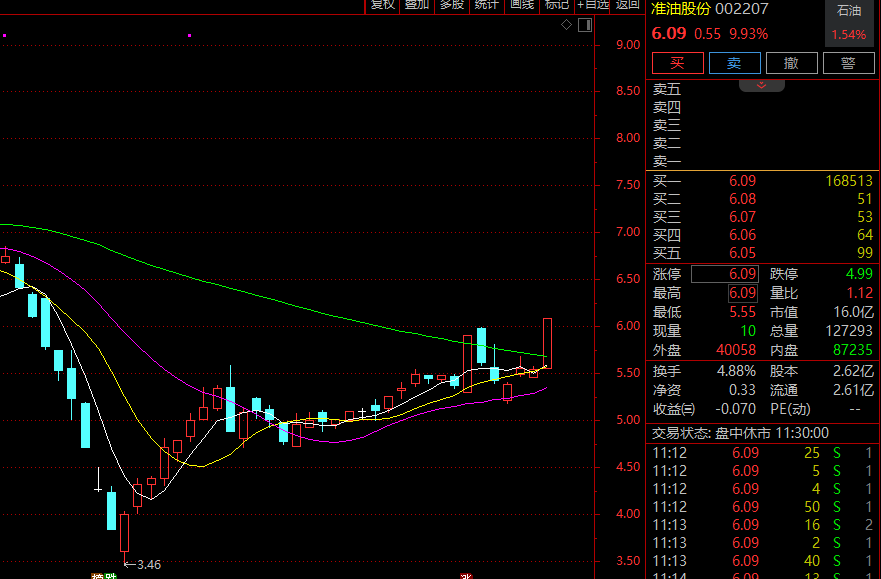 复权 叠加 多股 统计 画线 标记 +自选 返回
准油股份 002207
石油
6.09 0.55 9.93%
1.54%
买 卖 撤 警
卖五
卖四
卖三
卖二
卖一
买一 6.09 168513
买二 6.08 51
买三 6.07 53
买四 6.06 64
买五 6.05 99
涨停 6.09 跌停 4.99
最高 6.09 量比 1.12
最低 5.55 市值 16.0亿
现量 10 总量 127293
外盘 40058 内盘 87235
换手 4.88% 股本 2.62亿
净资 0.33 流通 2.61亿
收益㈢ -0.070 PE(动) --
交易状态: 盘中休市 11:30:00
11:12 6.09 25 S 1
11:12 6.09 5 S 1
11:12 6.09 4 S 1
11:12 6.09 50 S 1
11:13 6.09 16 S 2
11:13 6.09 2 S 1
11:13 6.09 40 S 1
11:14 6.09 13 S 1
9.00
8.50
8.00
7.50
7.00
6.50
6.00
5.50
5.00
4.50
4.00
3.50
←3.46
跌
涨